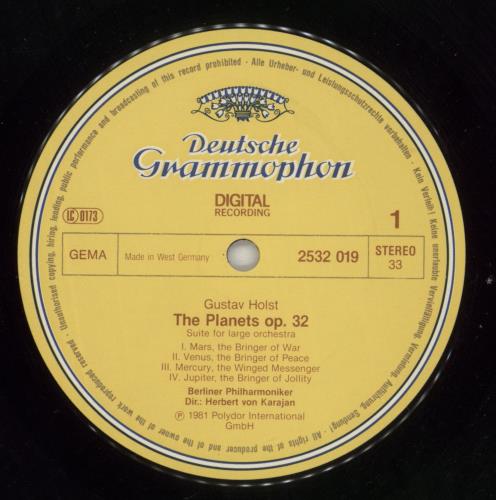 Unauthorised copying, hiring, lending, public performance and broadcasting of this record prohibited · Alle Urheber- und Leistungsschutzrechte vorbehalten · Kein Verleih! Keine unerlaubte Vervielfältigung, Vermietung, Aufführung, Sendung! · All rights of the producer and of the owner of the work reproduced reserved ·
Deutsche
Grammophon
DIGITAL
RECORDING
LC 0173
1
GEMA
Made in West Germany
2532 019
STEREO
33
Gustav Holst
The Planets op. 32
Suite for large orchestra
I. Mars, the Bringer of War
II. Venus, the Bringer of Peace
III. Mercury, the Winged Messenger
IV. Jupiter, the Bringer of Jollity
Berliner Philharmoniker
Dir.: Herbert von Karajan
℗ 1981 Polydor International
GmbH